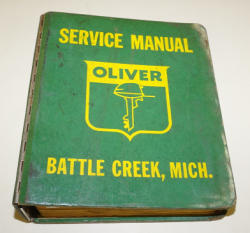 SERVICE MANUAL
OLIVER
BATTLE CREEK, MICH.